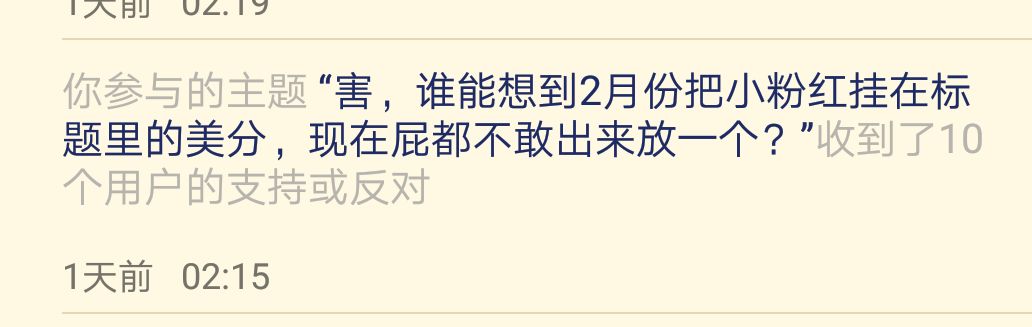 1天前 02:19
你参与的主题 “害，谁能想到2月份把小粉红挂在标
题里的美分，现在屁都不敢出来放一个？”收到了10
个用户的支持或反对
1天前 02:15